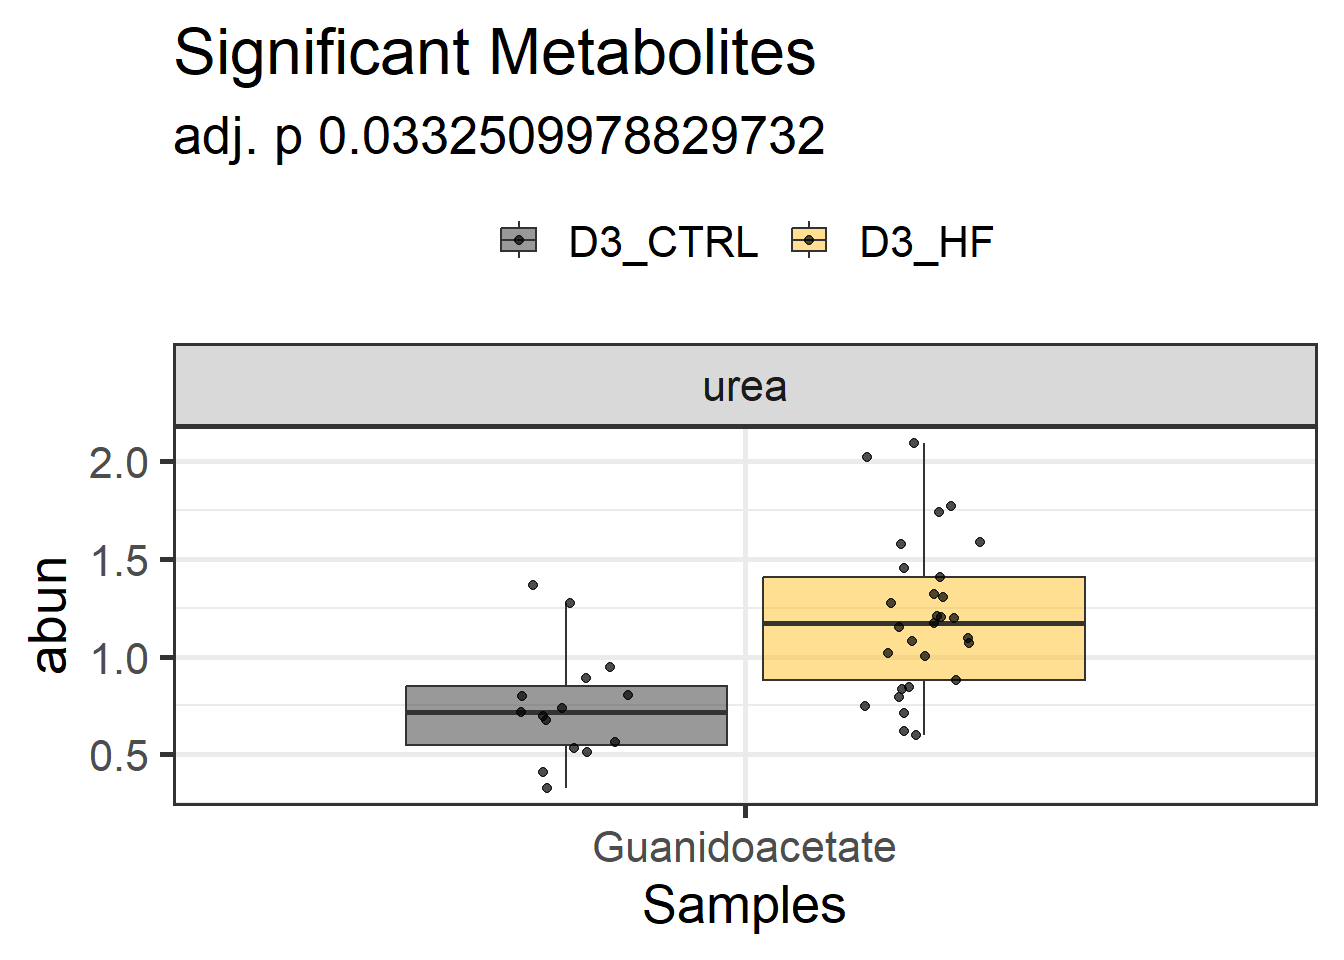 Significant Metabolites
adj. p 0.0332509978829732
D3_CTRL D3_HF
urea
2.0
1.5
1.0
0.5
abun
Guanidoacetate
Samples